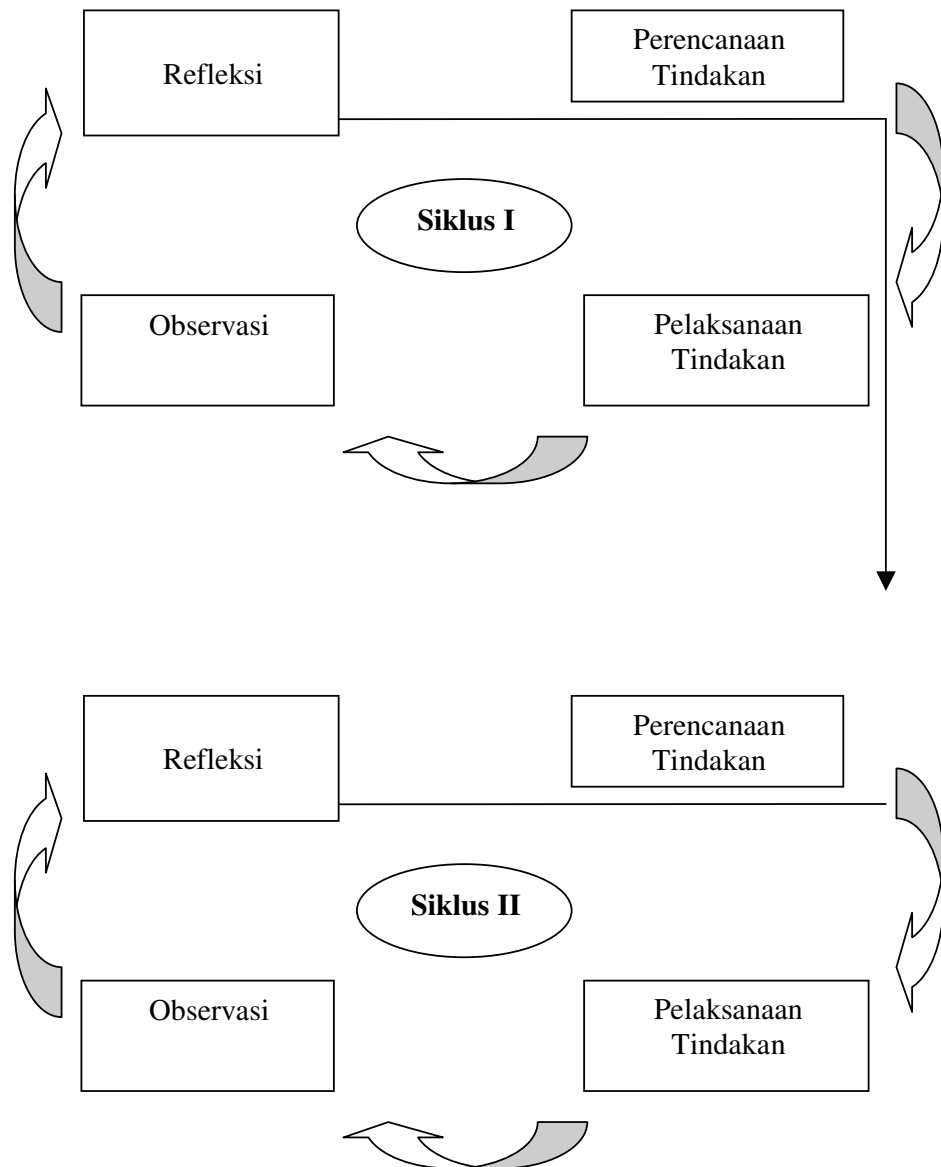 Refleksi
Perencanaan
Tindakan
Siklus I
Observasi
Pelaksanaan
Tindakan
Refleksi
Perencanaan
Tindakan
Siklus II
Observasi
Pelaksanaan
Tindakan